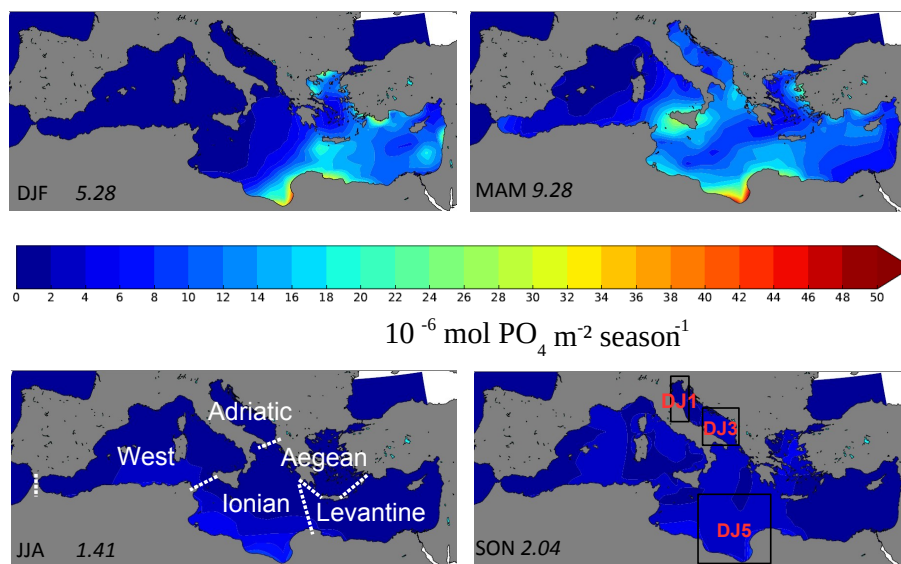 DJF 5.28
MAM 9.28
0 2 4 6 8 10 12 14 16 18 20 22 24 26 28 30 32 34 36 38 40 42 44 46 48 50
10 ⁻⁶ mol PO₄ m⁻² season⁻¹
Adriatic
West
Aegean
Ionian
Levantine
JJA 1.41
DJ1
DJ3
DJ5
SON 2.04